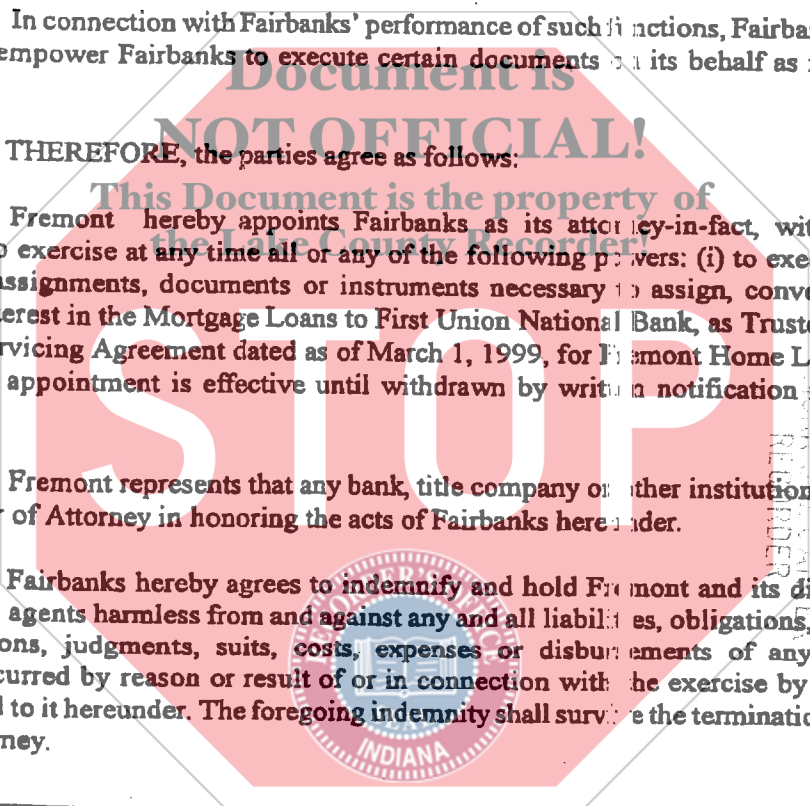 In connection with Fairbanks' performance of such functions, Fairba
empower Fairbanks to execute certain documents its behalf as
Document is
NOT OFFICIAL!
THEREFORE, the parties agree as follows:
This Document is the property of
the Lake County Recorder!
Fremont hereby appoints Fairbanks as its attorney-in-fact, wit
o exercise at any time all or any of the following powers: (i) to exe
assignments, documents or instruments necessary to assign, conve
erest in the Mortgage Loans to First Union National Bank, as Truste
rvicing Agreement dated as of March 1, 1999, for Fremont Home L
appointment is effective until withdrawn by written notification
STOP
RECORDER
Fremont represents that any bank, title company or other institution
of Attorney in honoring the acts of Fairbanks hereunder.
Fairbanks hereby agrees to indemnify and hold Fremont and its di
agents harmless from and against any and all liabilities, obligations,
ons, judgments, suits, costs, expenses or disbursements of any
curred by reason or result of or in connection with the exercise by
to it hereunder. The foregoing indemnity shall survive the terminatio
ney.
RECORDER'S OFFICE
SEAL
INDIANA